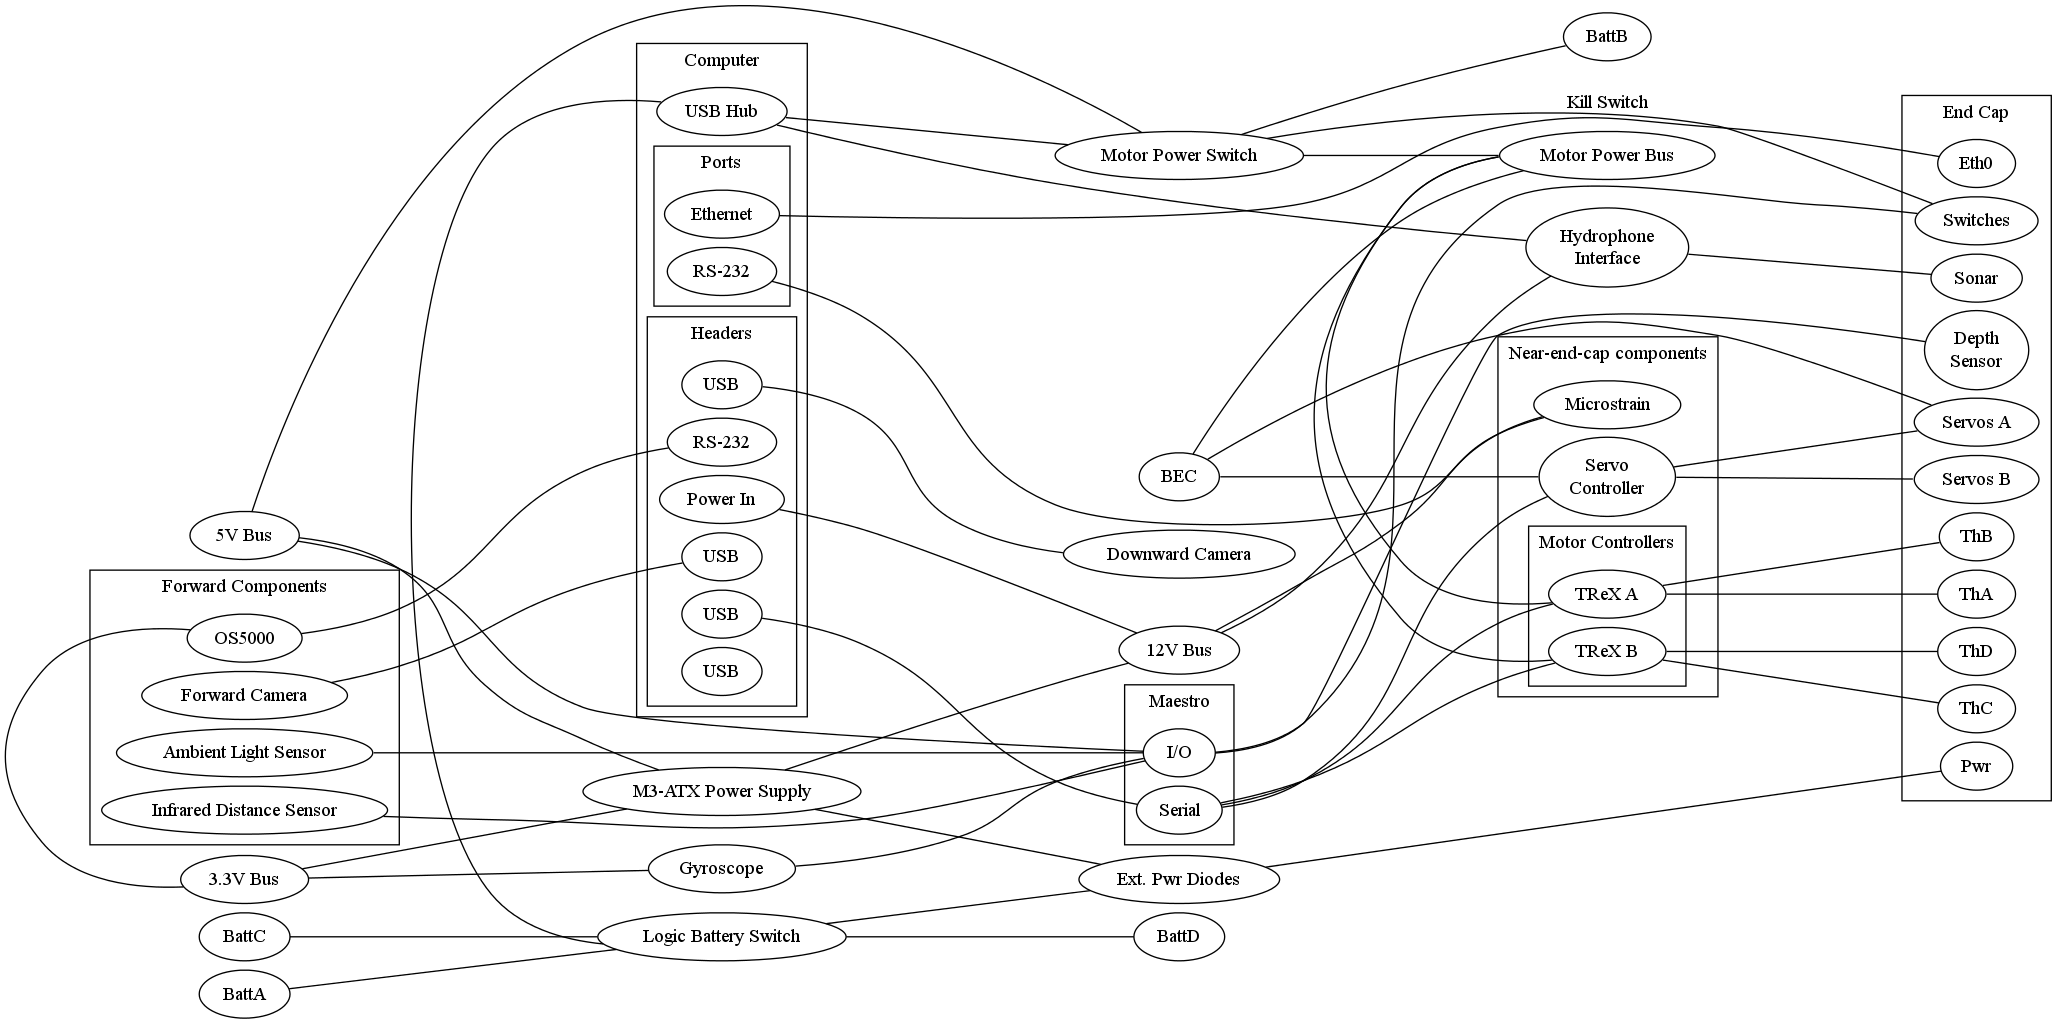 BattB
Computer
USB Hub
Ports
Ethernet
RS-232
Headers
USB
RS-232
Power In
USB
USB
USB
5V Bus
Forward Components
OS5000
Forward Camera
Ambient Light Sensor
Infrared Distance Sensor
3.3V Bus
BattC
BattA
M3-ATX Power Supply
Gyroscope
Logic Battery Switch
Motor Power Switch
BEC
Downward Camera
12V Bus
Maestro
I/O
Serial
Ext. Pwr Diodes
BattD
Kill Switch
Motor Power Bus
Hydrophone
Interface
Near-end-cap components
Microstrain
Servo
Controller
Motor Controllers
TReX A
TReX B
End Cap
Eth0
Switches
Sonar
Depth
Sensor
Servos A
Servos B
ThB
ThA
ThD
ThC
Pwr